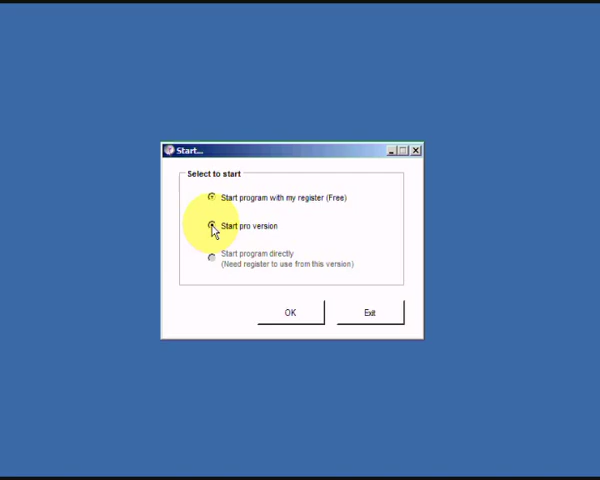 Start...
Select to start
Start program with my register (Free)
Start pro version
Start program directly
(Need register to use from this version)
OK
Exit